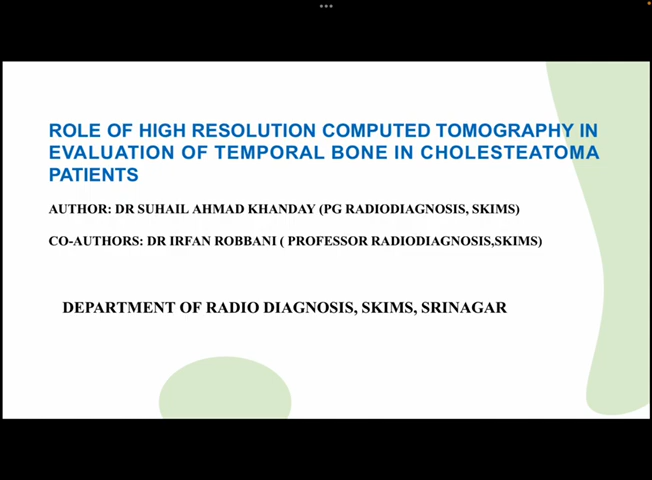 ROLE OF HIGH RESOLUTION COMPUTED TOMOGRAPHY IN
EVALUATION OF TEMPORAL BONE IN CHOLESTEATOMA
PATIENTS
AUTHOR: DR SUHAIL AHMAD KHANDAY (PG RADIODIAGNOSIS, SKIMS)
CO-AUTHORS: DR IRFAN ROBBANI ( PROFESSOR RADIODIAGNOSIS,SKIMS)
DEPARTMENT OF RADIO DIAGNOSIS, SKIMS, SRINAGAR